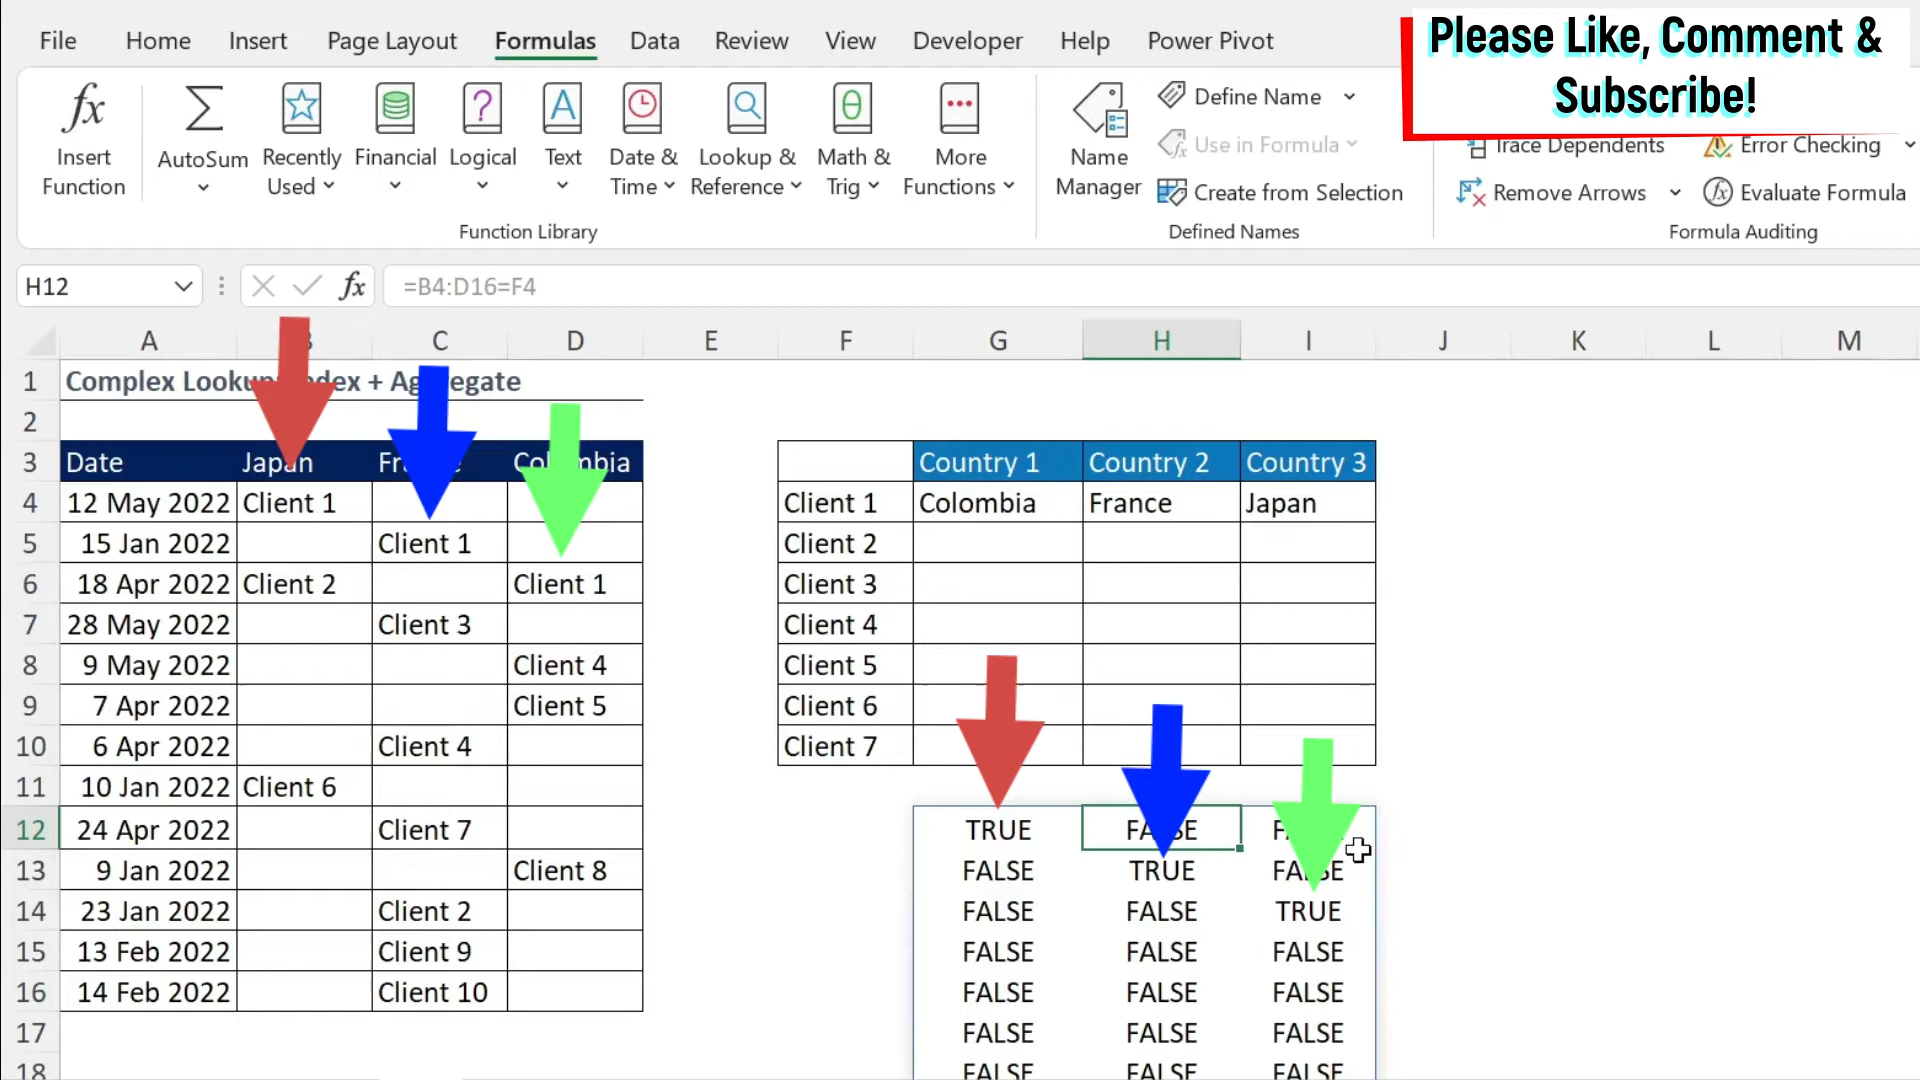 Please Like, Comment &
Subscribe!
File Home Insert Page Layout Formulas Data Review View Developer Help Power Pivot
Insert Function
AutoSum
Recently Used
Financial
Logical
Text
Date & Time
Lookup & Reference
Math & Trig
More Functions
Function Library
Name Manager
Define Name
Use in Formula
Create from Selection
Defined Names
Trace Dependents
Error Checking
Remove Arrows
Evaluate Formula
Formula Auditing
H12 fx =B4:D16=F4
A C D E F G H I J K L M
1 Complex + 
2
3 Date Japan Country 1 Country 2 Country 3
4 12 May 2022 Client 1 Client 1 Colombia France Japan
5 15 Jan 2022 Client 1 Client 2
6 18 Apr 2022 Client 2 Client 1 Client 3
7 28 May 2022 Client 3 Client 4
8 9 May 2022 Client 4 Client 5
9 7 Apr 2022 Client 5 Client 6
10 6 Apr 2022 Client 4 Client 7
11 10 Jan 2022 Client 6
12 24 Apr 2022 Client 7 TRUE FALSE
13 9 Jan 2022 Client 8 FALSE TRUE FALSE
14 23 Jan 2022 Client 2 FALSE FALSE TRUE
15 13 Feb 2022 Client 9 FALSE FALSE FALSE
16 14 Feb 2022 Client 10 FALSE FALSE FALSE
17 FALSE FALSE FALSE
18 FALSE FALSE FALSE